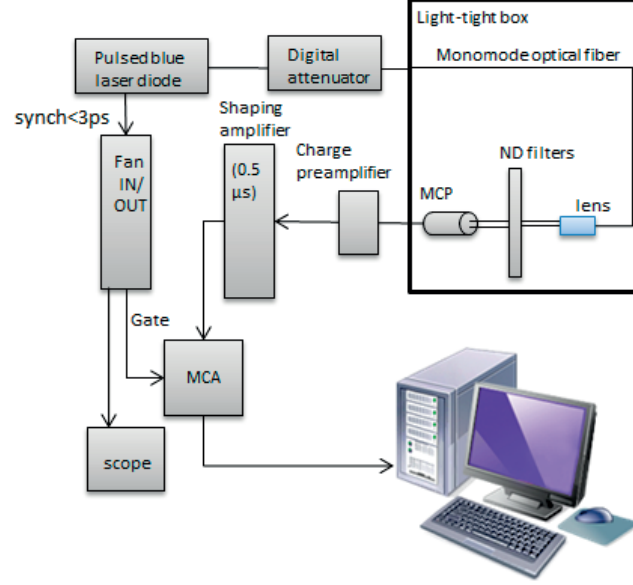 Light-tight box
Pulsed blue
laser diode
Digital
attenuator
Monomode optical fiber
synch<3ps
Shaping
amplifier
Fan
IN/
OUT
(0.5
µs)
Charge
preamplifier
ND filters
MCP
lens
Gate
MCA
scope